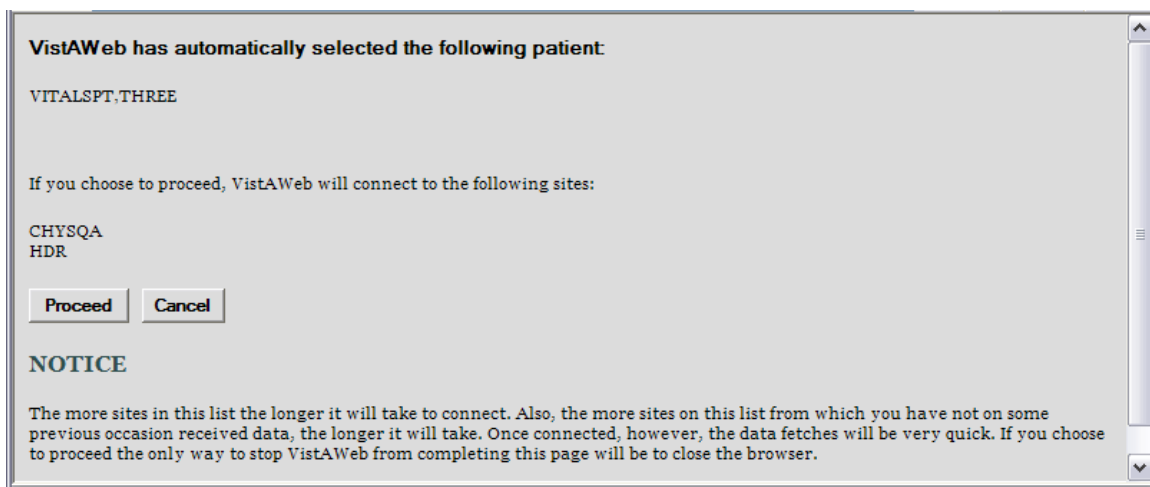 VistAWeb has automatically selected the following patient:
VITALSPT,THREE
If you choose to proceed, VistAWeb will connect to the following sites:
CHYSQA
HDR
Proceed Cancel
NOTICE
The more sites in this list the longer it will take to connect. Also, the more sites on this list from which you have not on some
previous occasion received data, the longer it will take. Once connected, however, the data fetches will be very quick. If you choose
to proceed the only way to stop VistAWeb from completing this page will be to close the browser.